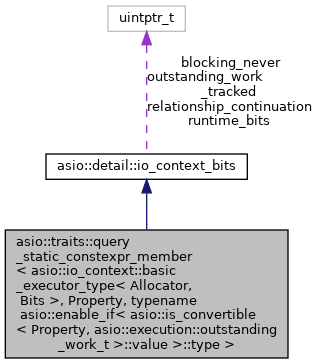 uintptr_t
blocking_never
outstanding_work
_tracked
relationship_continuation
runtime_bits
asio::detail::io_context_bits
asio::traits::query
_static_constexpr_member
< asio::io_context::basic
_executor_type< Allocator,
Bits >, Property, typename
asio::enable_if< asio::is_convertible
< Property, asio::execution::outstanding
_work_t >::value >::type >